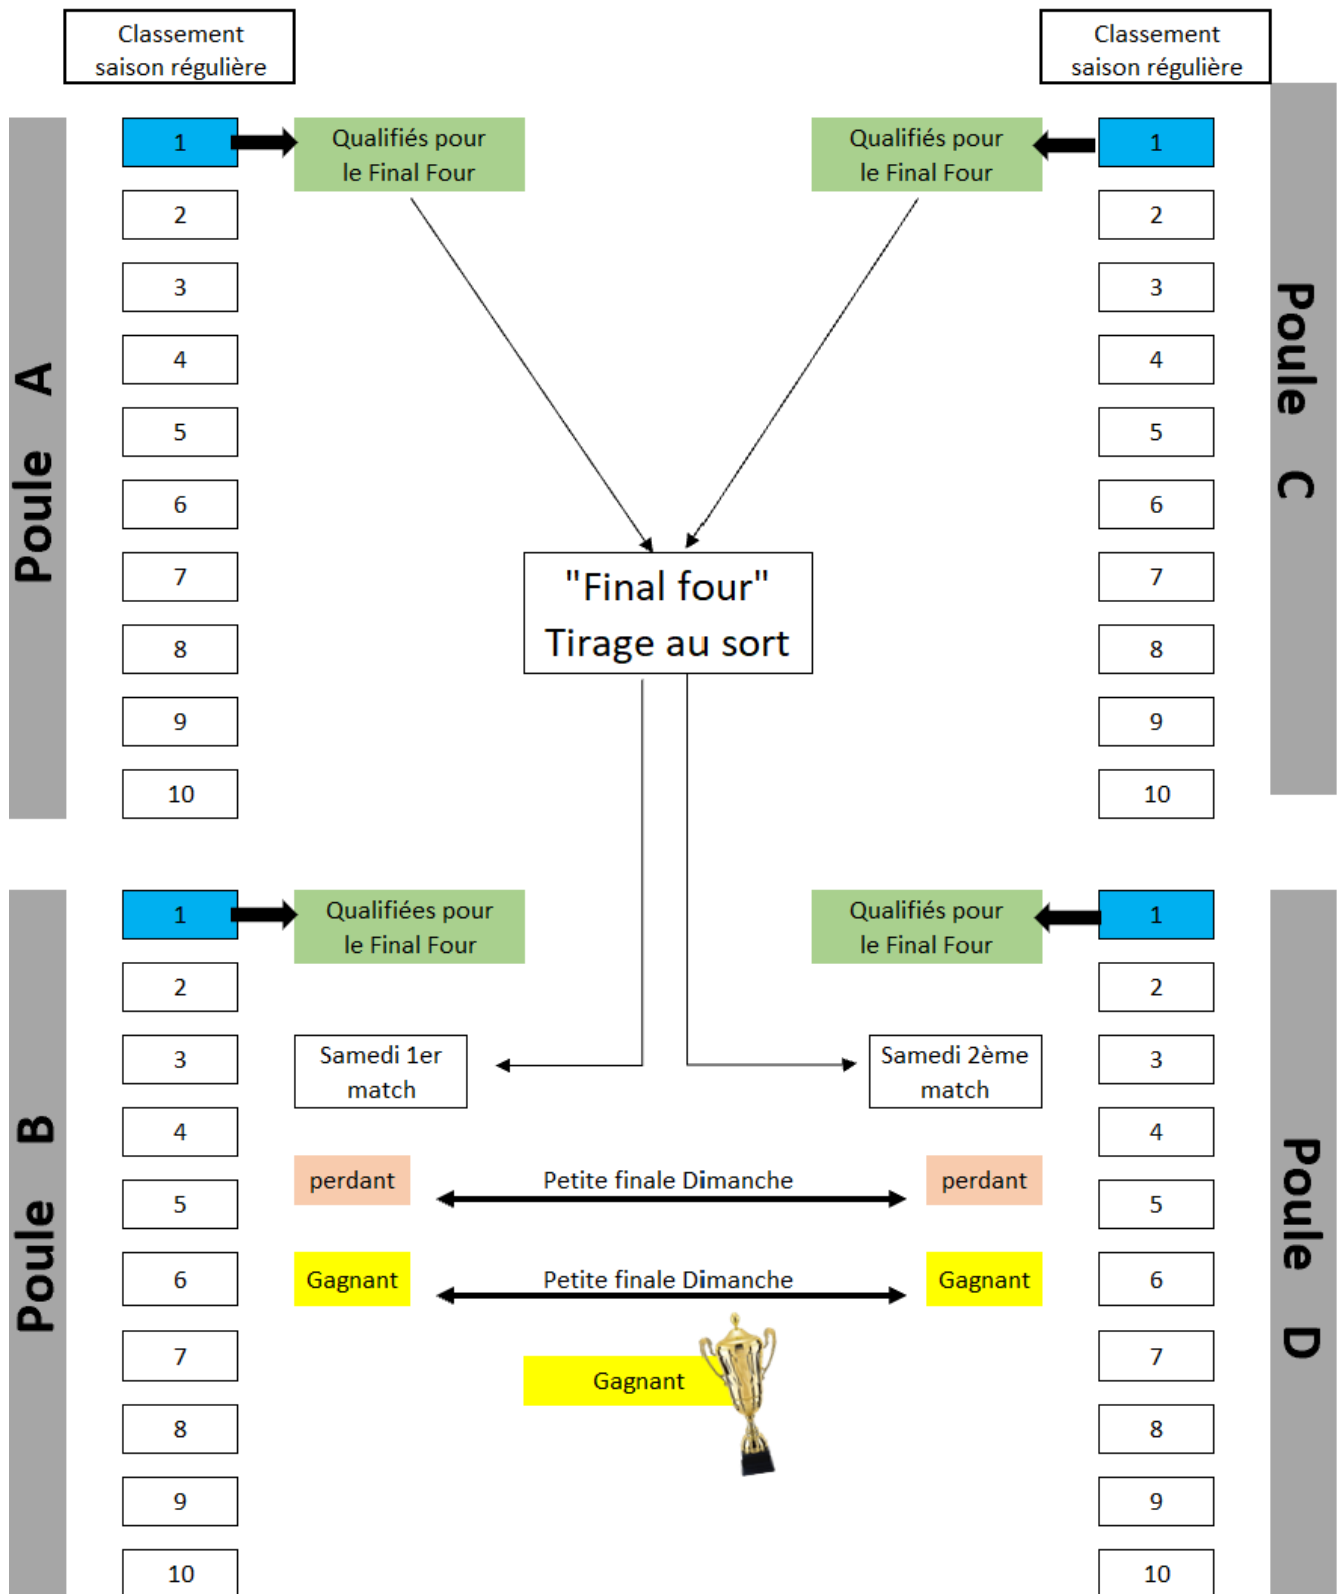 Classement
saison régulière
Classement
saison régulière
Poule A
1
2
3
4
5
6
7
8
9
10
Qualifiés pour
le Final Four
Qualifiés pour
le Final Four
1
2
3
4
5
6
7
8
9
10
Poule C
"Final four"
Tirage au sort
Poule B
1
2
3
4
5
6
7
8
9
10
Qualifiées pour
le Final Four
Qualifiés pour
le Final Four
Samedi 1er
match
Samedi 2ème
match
perdant
Petite finale Dimanche
perdant
Gagnant
Petite finale Dimanche
Gagnant
Gagnant
1
2
3
4
5
6
7
8
9
10
Poule D